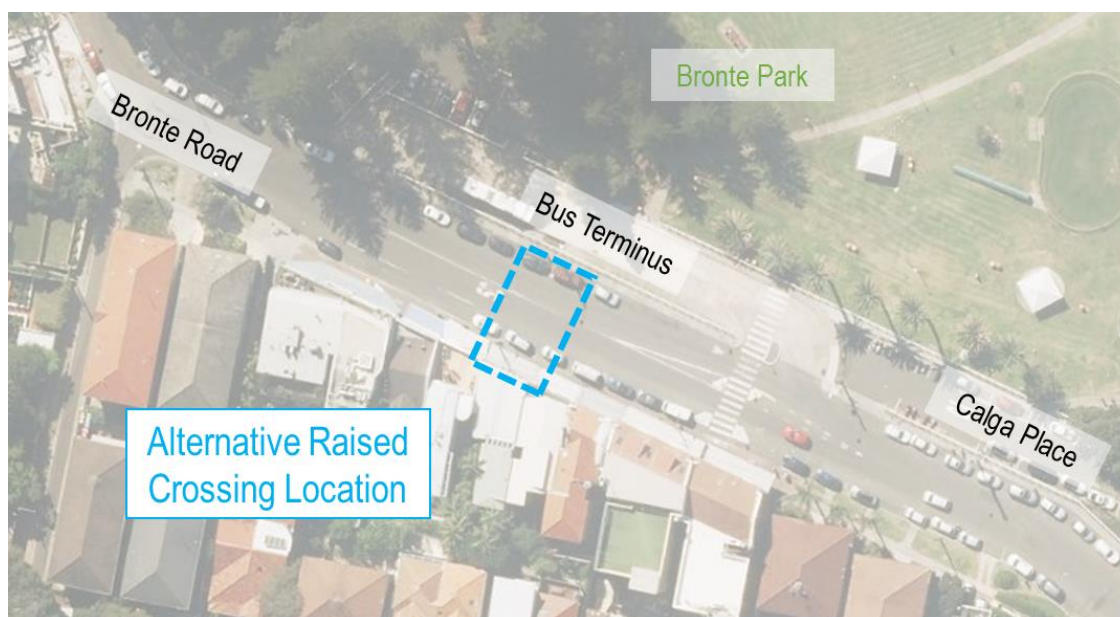 Bronte Park
Bronte Road
Bus Terminus
Calga Place
Alternative Raised
Crossing Location